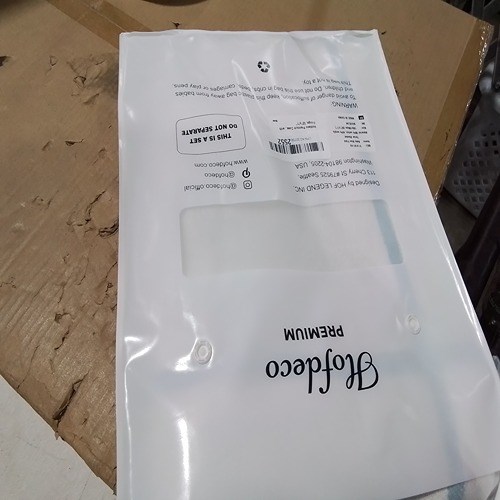 Hofdeco
PREMIUM
Designed by HOF LEGEND INC
113 Cherry St #79525 Seattle,
Washington 98104-2205, USA
@hofdecoofficial
@hofdeco
www.hofdeco.com
THIS IS A SET
DO NOT SEPARATE
WARNING:
To avoid danger of suffocation, keep this plastic bag away from babies
and children. Do not use this bag in cribs, beds, carriages or play pens.
This bag is not a toy.